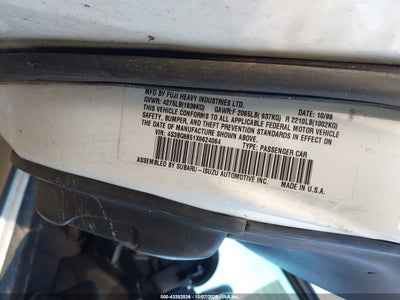 MFD BY FUJI HEAVY INDUSTRIES LTD. DATE: 10/98
GVWR: 4275LB(1939KG) GAWR:F 2065LB( 937KG) R 2210LB(1002KG)
THIS VEHICLE CONFORMS TO ALL APPLICABLE FEDERAL MOTOR VEHICLE
SAFETY, BUMPER, AND THEFT PREVENTION STANDARDS IN EFFECT ON
THE DATE OF MANUFACTURE SHOWN ABOVE.
TYPE: PASSENGER CAR
ASSEMBLED BY SUBARU-ISUZU AUTOMOTIVE INC. MADE IN U.S.A.